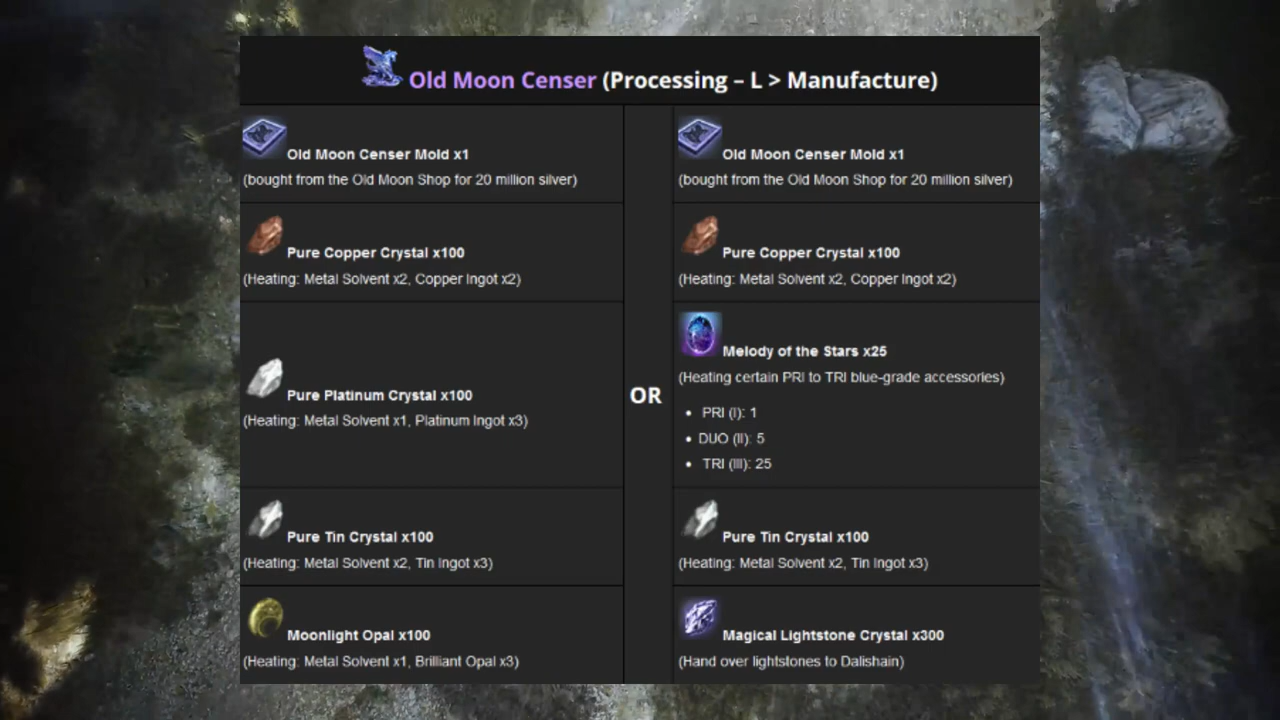 Old Moon Censer (Processing – L > Manufacture)
Old Moon Censer Mold x1
(bought from the Old Moon Shop for 20 million silver)
Pure Copper Crystal x100
(Heating: Metal Solvent x2, Copper Ingot x2)
Pure Platinum Crystal x100
(Heating: Metal Solvent x1, Platinum Ingot x3)
Pure Tin Crystal x100
(Heating: Metal Solvent x2, Tin Ingot x3)
Moonlight Opal x100
(Heating: Metal Solvent x1, Brilliant Opal x3)
OR
Old Moon Censer Mold x1
(bought from the Old Moon Shop for 20 million silver)
Pure Copper Crystal x100
(Heating: Metal Solvent x2, Copper Ingot x2)
Melody of the Stars x25
(Heating certain PRI to TRI blue-grade accessories)
• PRI (I): 1
• DUO (II): 5
• TRI (III): 25
Pure Tin Crystal x100
(Heating: Metal Solvent x2, Tin Ingot x3)
Magical Lightstone Crystal x300
(Hand over lightstones to Dalishain)